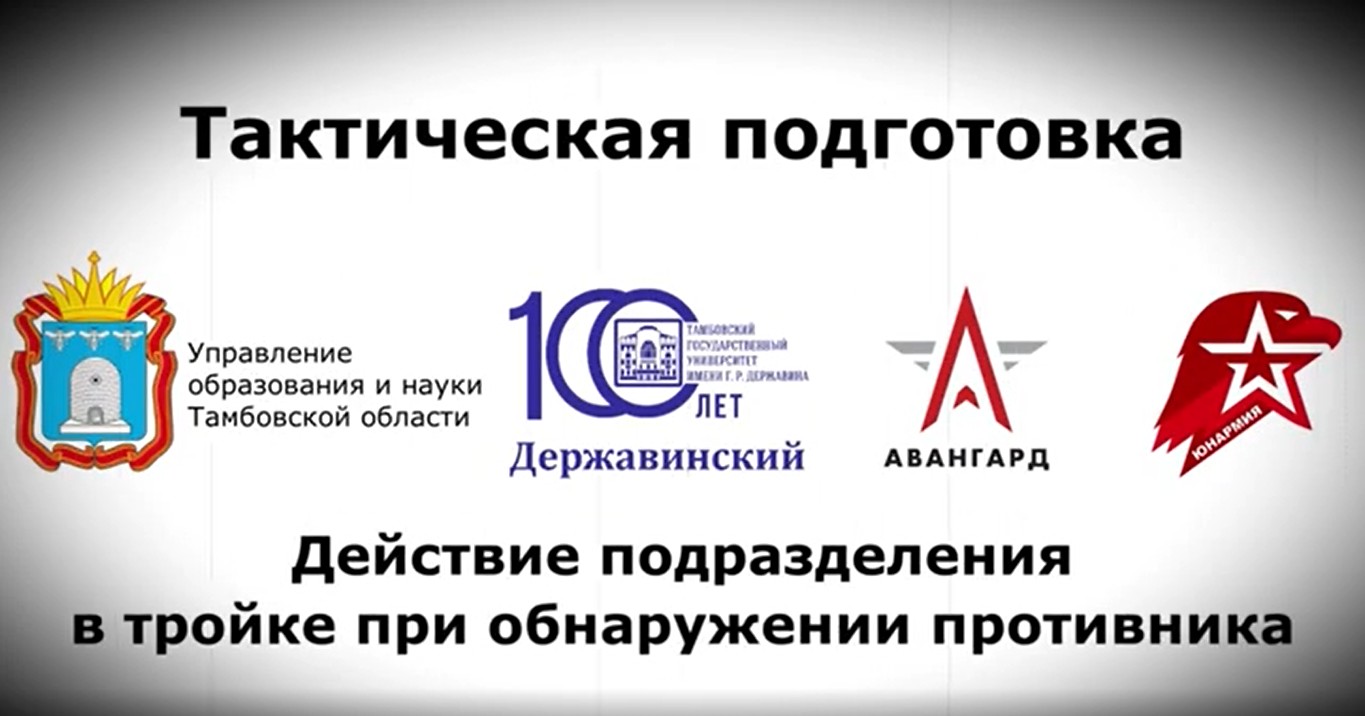 Тактическая подготовка
Управление
образования и науки
Тамбовской области
100
ТАМБОВСКИЙ
ГОСУДАРСТВЕННЫЙ
УНИВЕРСИТЕТ
ИМЕНИ Г. Р. ДЕРЖАВИНА
ЛЕТ
Державинский
АВАНГАРД
ЮНАРМИЯ
Действие подразделения
в тройке при обнаружении противника